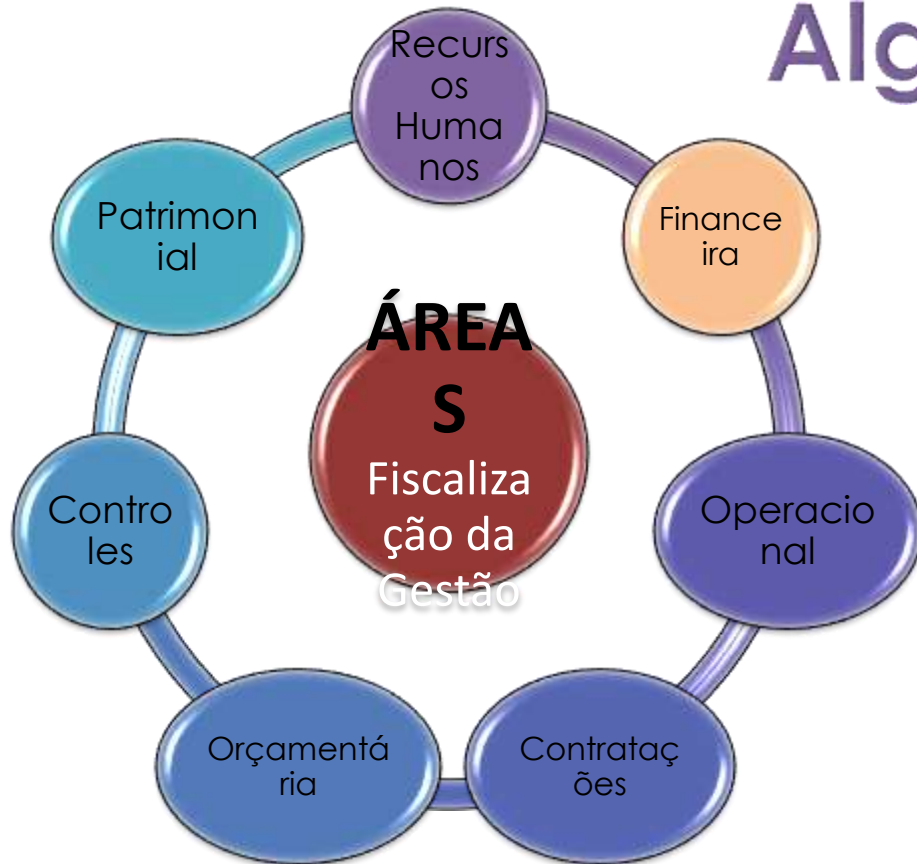 Alg
Recurs
os
Huma
nos
Finance
ira
Operacio
nal
Contrataç
ões
Orçamentá
ria
Contro
les
Patrimon
ial
ÁREA
S
Fiscaliza
ção da
Gestão